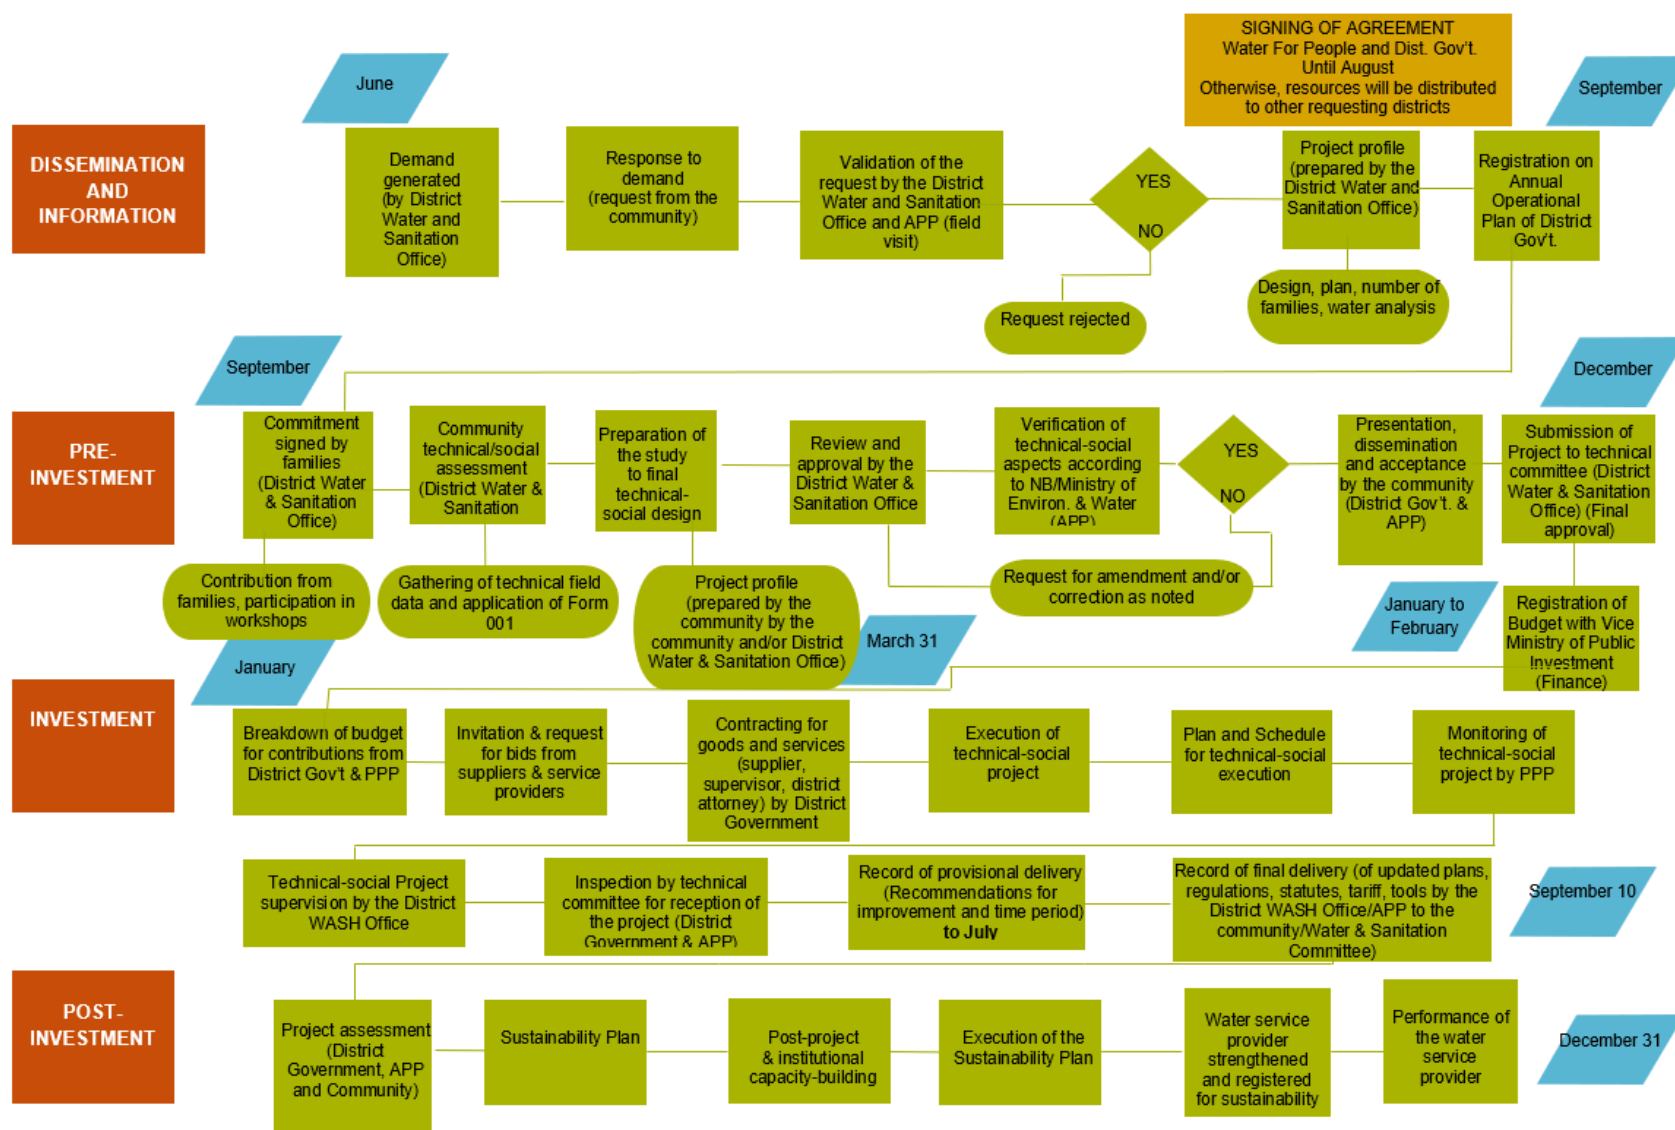 SIGNING OF AGREEMENT
Water For People and Dist. Gov't.
Until August
Otherwise, resources will be distributed
to other requesting districts
June
September
DISSEMINATION
AND
INFORMATION
Demand
generated
(by District
Water and
Sanitation
Office)
Response to
demand
(request from the
community)
Validation of the
request by the District
Water and Sanitation
Office and APP (field
visit)
YES
NO
Project profile
(prepared by the
District Water and
Sanitation Office)
Registration on
Annual
Operational
Plan of District
Gov't.
Request rejected
Design, plan, number of
families, water analysis
September
December
PRE-
INVESTMENT
Commitment
signed by
families
(District Water
& Sanitation
Office)
Community
technical/social
assessment
(District Water &
Sanitation
Preparation of
the study
to final
technical-
social design
Review and
approval by the
District Water &
Sanitation Office
Verification of
technical-social
aspects according
to NB/Ministry of
Environ. & Water
(APP)
YES
NO
Presentation,
dissemination
and acceptance
by the community
(District Gov't. &
APP)
Submission of
Project to technical
committee (District
Water & Sanitation
Office) (Final
approval)
Contribution from
families, participation in
workshops
Gathering of technical field
data and application of Form
001
Project profile
(prepared by the
community by the
community and/or District
Water & Sanitation Office)
Request for amendment and/or
correction as noted
January to
February
Registration of
Budget with Vice
Ministry of Public
Investment
(Finance)
January
March 31
INVESTMENT
Breakdown of budget
for contributions from
District Gov't & PPP
Invitation & request
for bids from
suppliers & service
providers
Contracting for
goods and services
(supplier,
supervisor, district
attorney) by District
Government
Execution of
technical-social
project
Plan and Schedule
for technical-social
execution
Monitoring of
technical-social
project by PPP
Technical-social Project
supervision by the District
WASH Office
Inspection by technical
committee for reception of
the project (District
Government & APP)
Record of provisional delivery
(Recommendations for
improvement and time period)
to July
Record of final delivery (of updated plans,
regulations, statutes, tariff, tools by the
District WASH Office/APP to the
community/Water & Sanitation
Committee)
September 10
POST-
INVESTMENT
Project assessment
(District
Government, APP
and Community)
Sustainability Plan
Post-project
& institutional
capacity-building
Execution of the
Sustainability Plan
Water service
provider
strengthened
and registered
for sustainability
Performance of
the water
service
provider
December 31